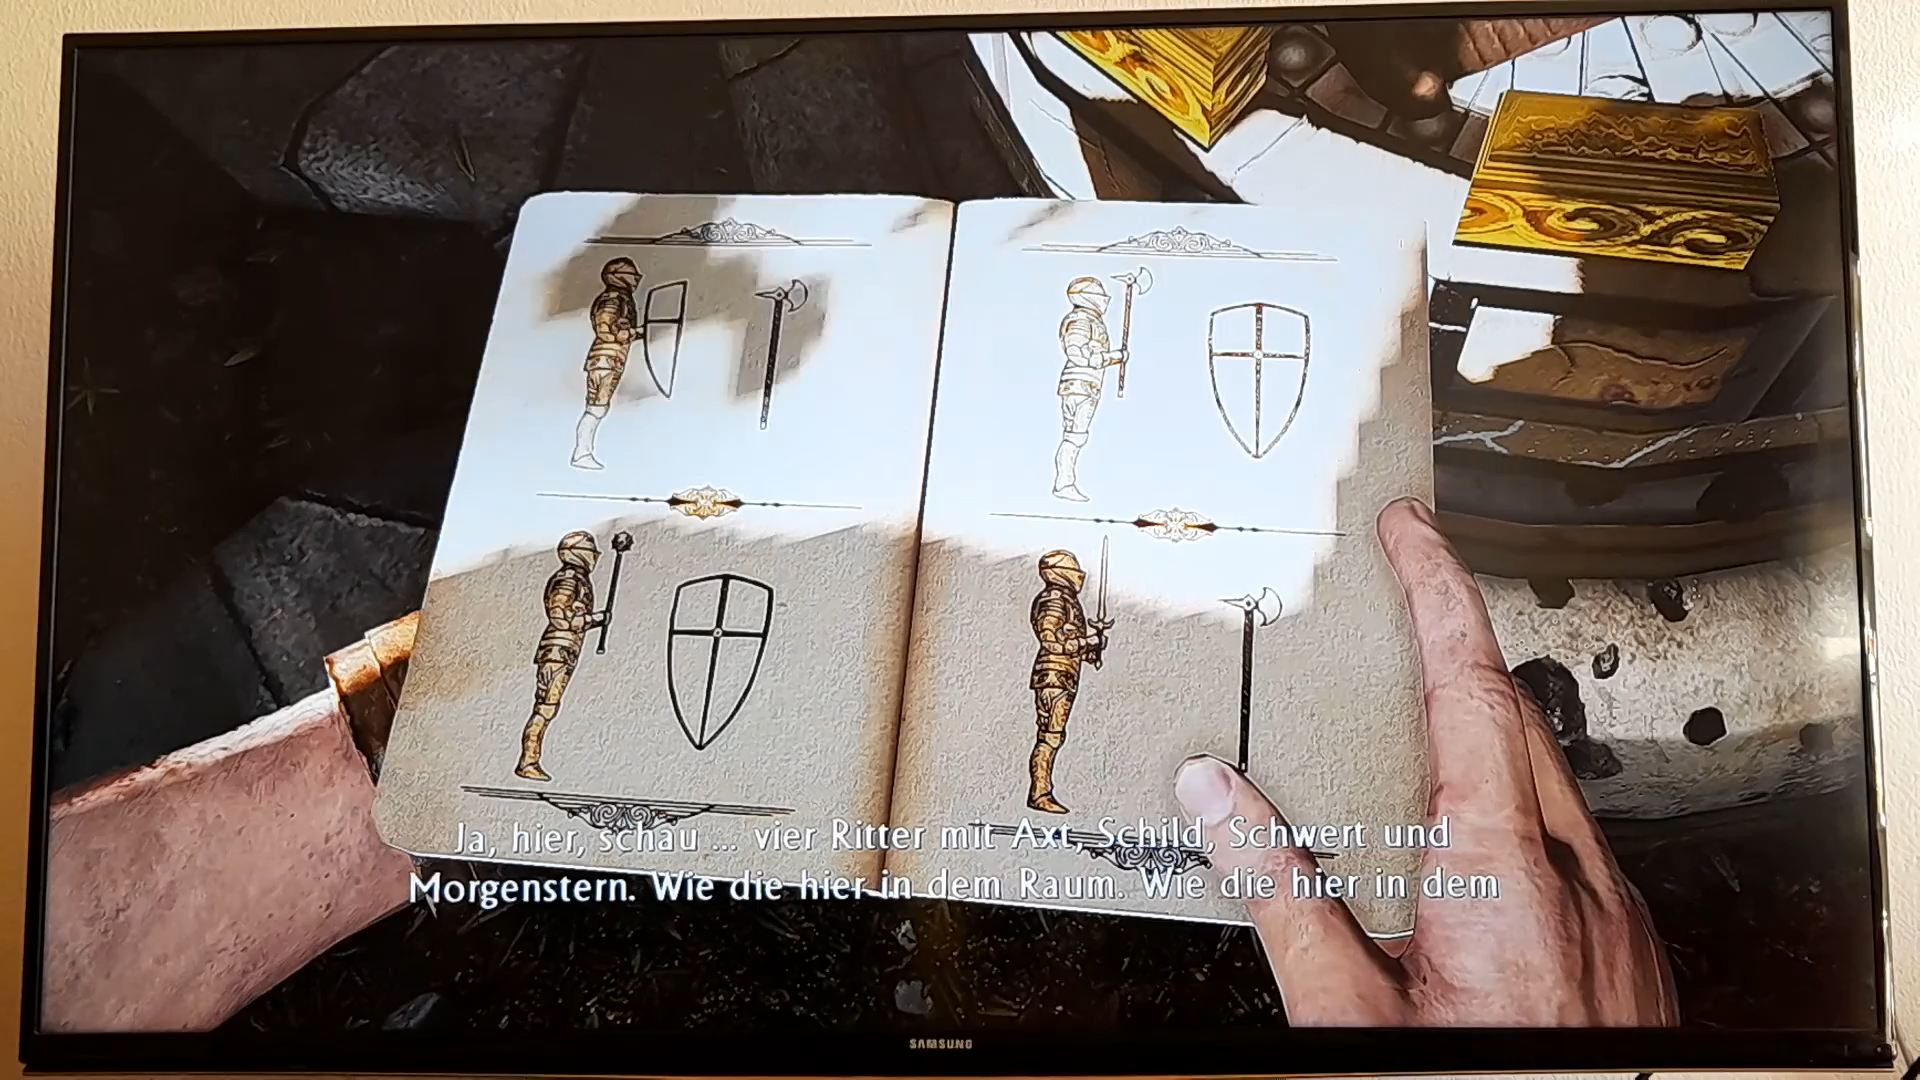 Ja, hier, schau ... vier Ritter mit Axt, Schild, Schwert und
Morgenstern. Wie die hier in dem Raum. Wie die hier in dem
SAMSUNG